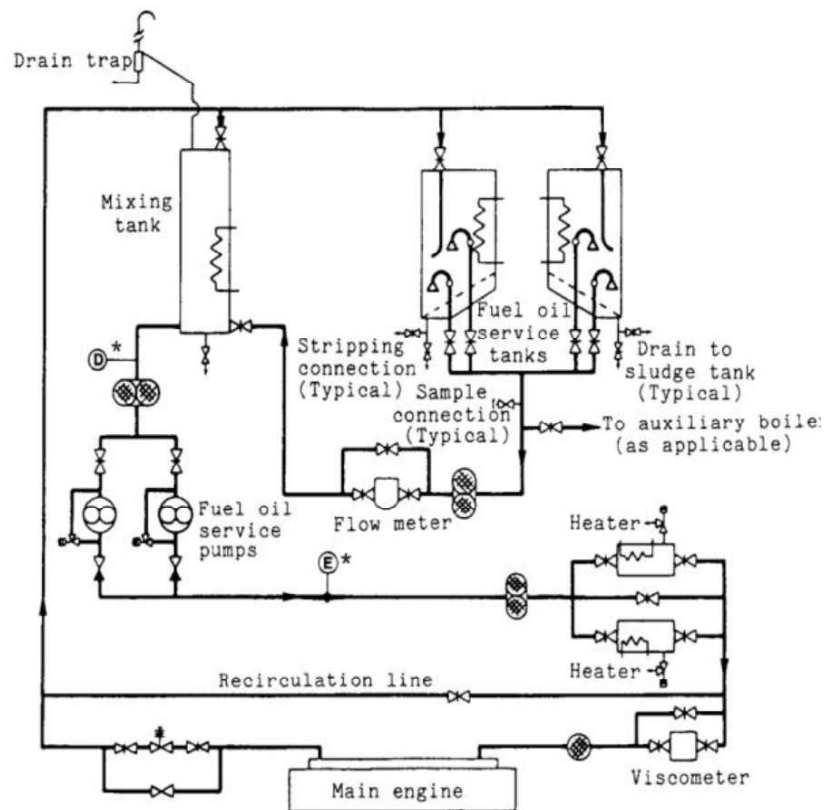 Drain trap
Mixing
tank
Fuel oil
service
tanks
Stripping
connection
(Typical)
Sample
connection
(Typical)
Drain to
sludge tank
(Typical)
To auxiliary boiler
(as applicable)
D *
Flow meter
Fuel oil
service
pumps
E *
Heater
Heater
Recirculation line
Viscometer
Main engine